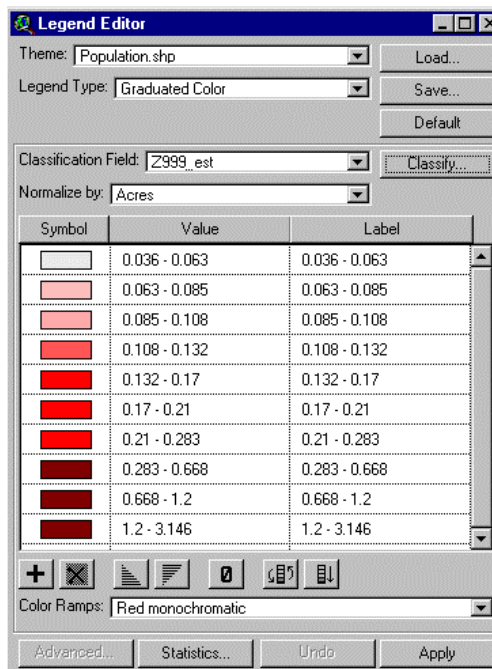 Legend Editor
Theme: Population.shp
Load...
Legend Type: Graduated Color
Save...
Default
Classification Field: Z999_est
Classify...
Normalize by: Acres
Symbol Value Label
0.036 - 0.063 0.036 - 0.063
0.063 - 0.085 0.063 - 0.085
0.085 - 0.108 0.085 - 0.108
0.108 - 0.132 0.108 - 0.132
0.132 - 0.17 0.132 - 0.17
0.17 - 0.21 0.17 - 0.21
0.21 - 0.283 0.21 - 0.283
0.283 - 0.668 0.283 - 0.668
0.668 - 1.2 0.668 - 1.2
1.2 - 3.146 1.2 - 3.146
0
Color Ramps: Red monochromatic
Advanced... Statistics... Undo Apply